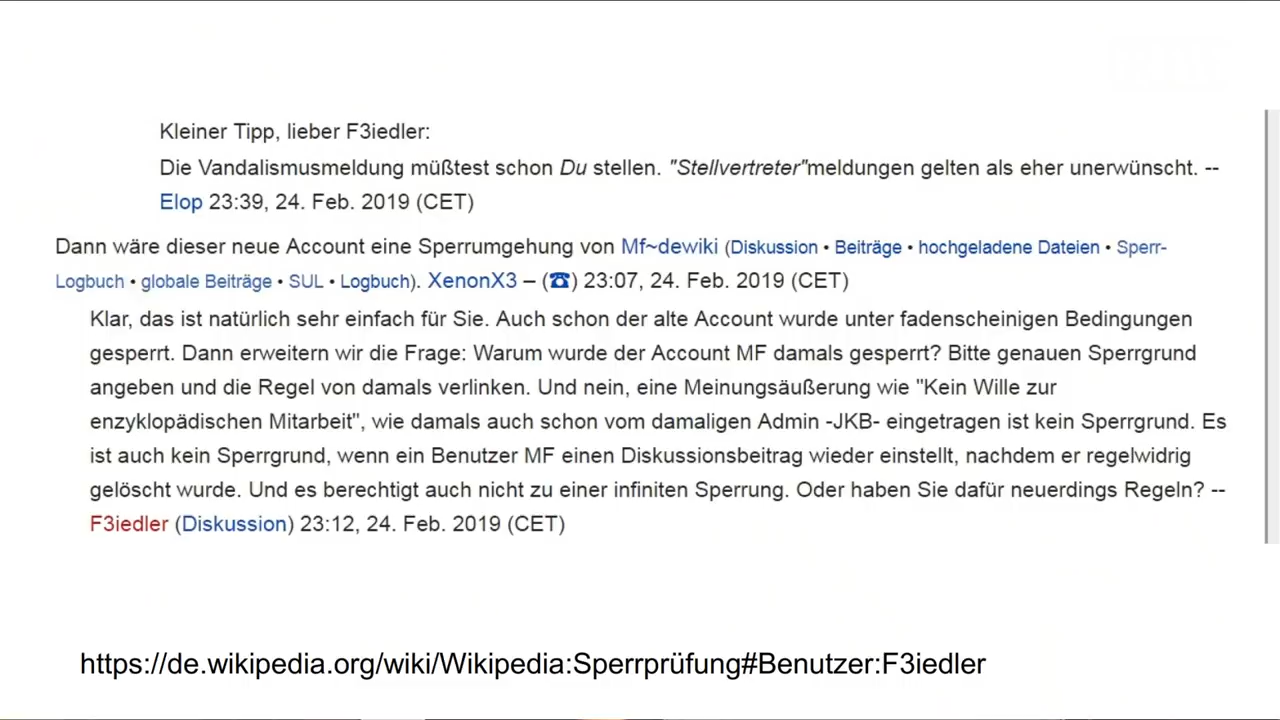 Kleiner Tipp, lieber F3iedler:
Die Vandalismusmeldung müßtest schon Du stellen. "Stellvertreter"meldungen gelten als eher unerwünscht. --
Elop 23:39, 24. Feb. 2019 (CET)
Dann wäre dieser neue Account eine Sperrumgehung von Mf~dewiki (Diskussion • Beiträge • hochgeladene Dateien • Sperr-
Logbuch • globale Beiträge • SUL • Logbuch). XenonX3 – (☎) 23:07, 24. Feb. 2019 (CET)
Klar, das ist natürlich sehr einfach für Sie. Auch schon der alte Account wurde unter fadenscheinigen Bedingungen
gesperrt. Dann erweitern wir die Frage: Warum wurde der Account MF damals gesperrt? Bitte genauen Sperrgrund
angeben und die Regel von damals verlinken. Und nein, eine Meinungsäußerung wie "Kein Wille zur
enzyklopädischen Mitarbeit", wie damals auch schon vom damaligen Admin -JKB- eingetragen ist kein Sperrgrund. Es
ist auch kein Sperrgrund, wenn ein Benutzer MF einen Diskussionsbeitrag wieder einstellt, nachdem er regelwidrig
gelöscht wurde. Und es berechtigt auch nicht zu einer infiniten Sperrung. Oder haben Sie dafür neuerdings Regeln? --
F3iedler (Diskussion) 23:12, 24. Feb. 2019 (CET)
https://de.wikipedia.org/wiki/Wikipedia:Sperrprüfung#Benutzer:F3iedler